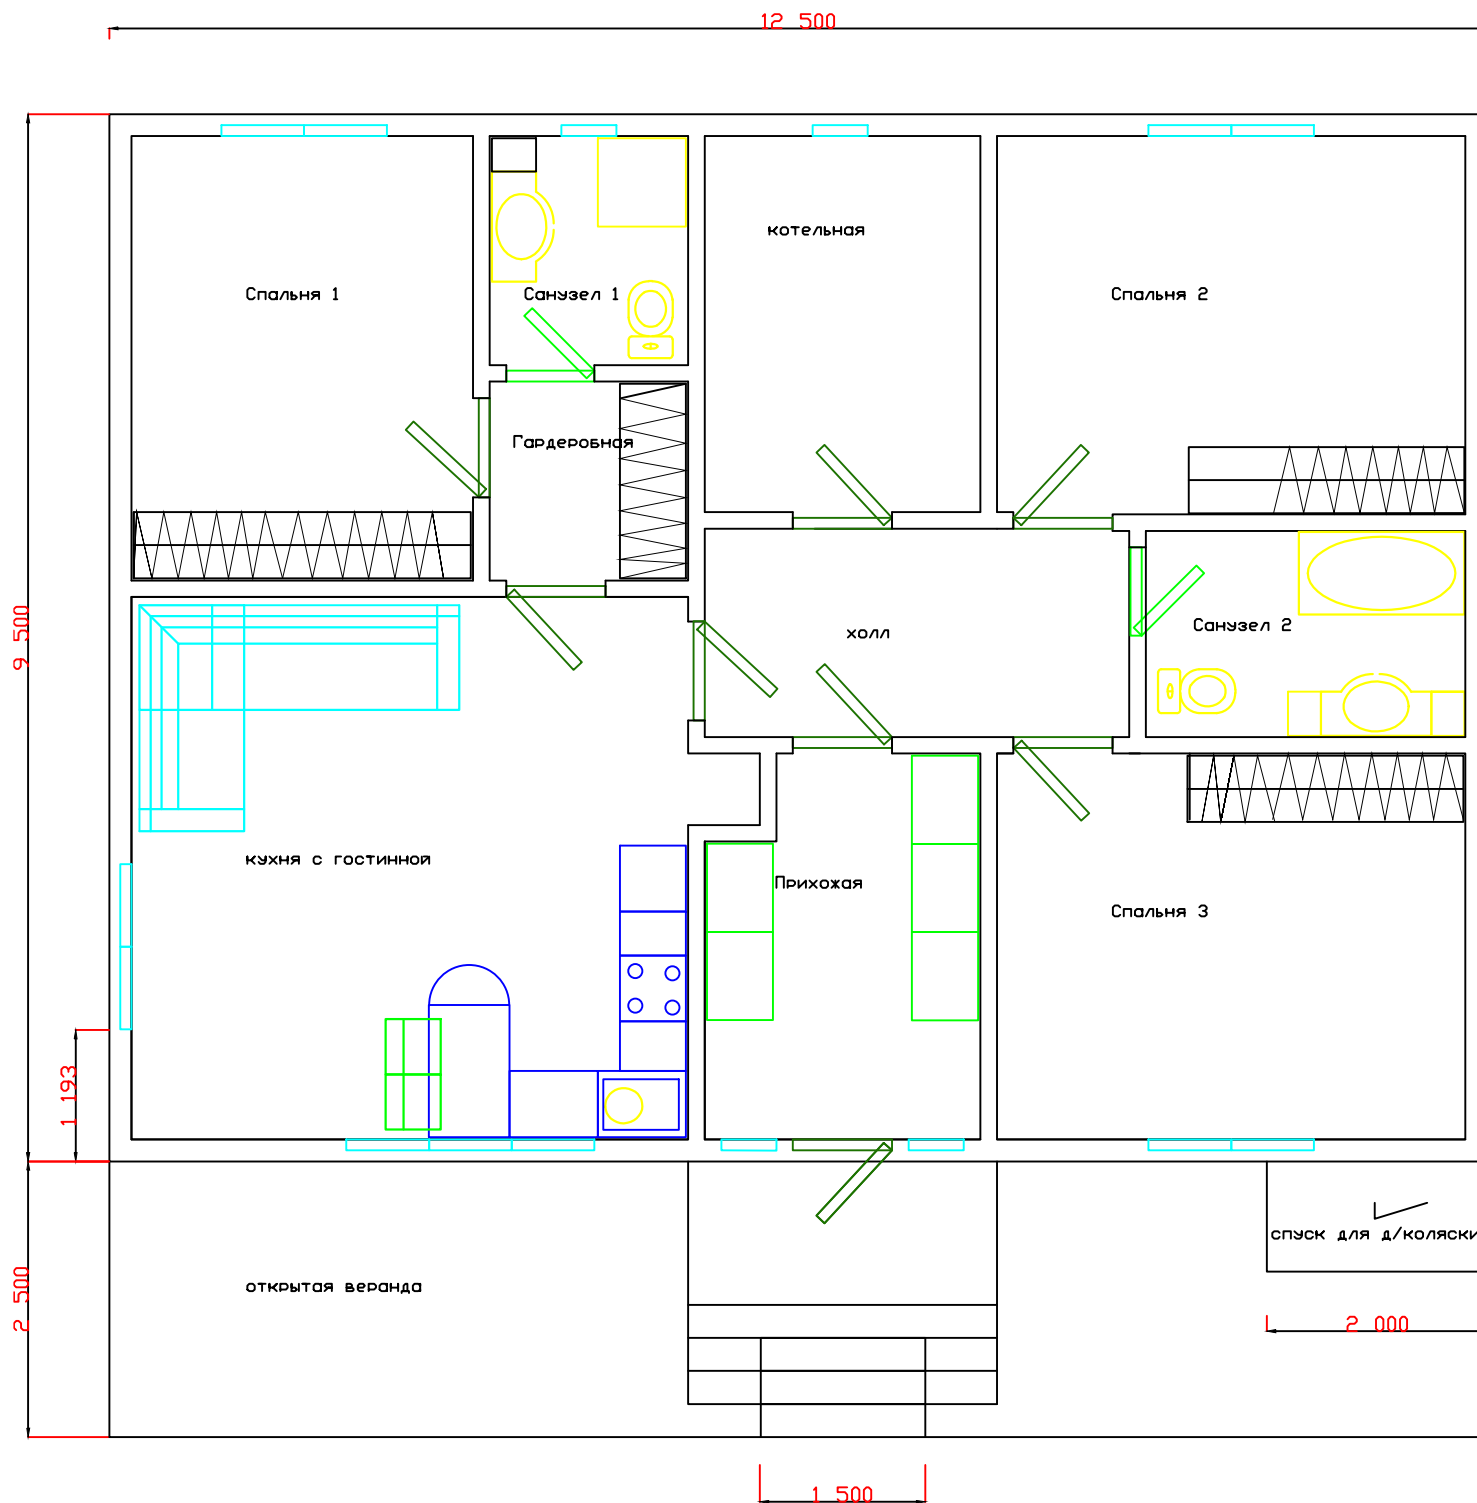 12 500
котельная
Спальня 1
Санузел 1
Спальня 2
Гардеробная
9 500
холл
Санузел 2
кухня с гостинной
Прихожая
Спальня 3
1 193
спуск для д/коляски
открытая веранда
2 500
2 000
1 500